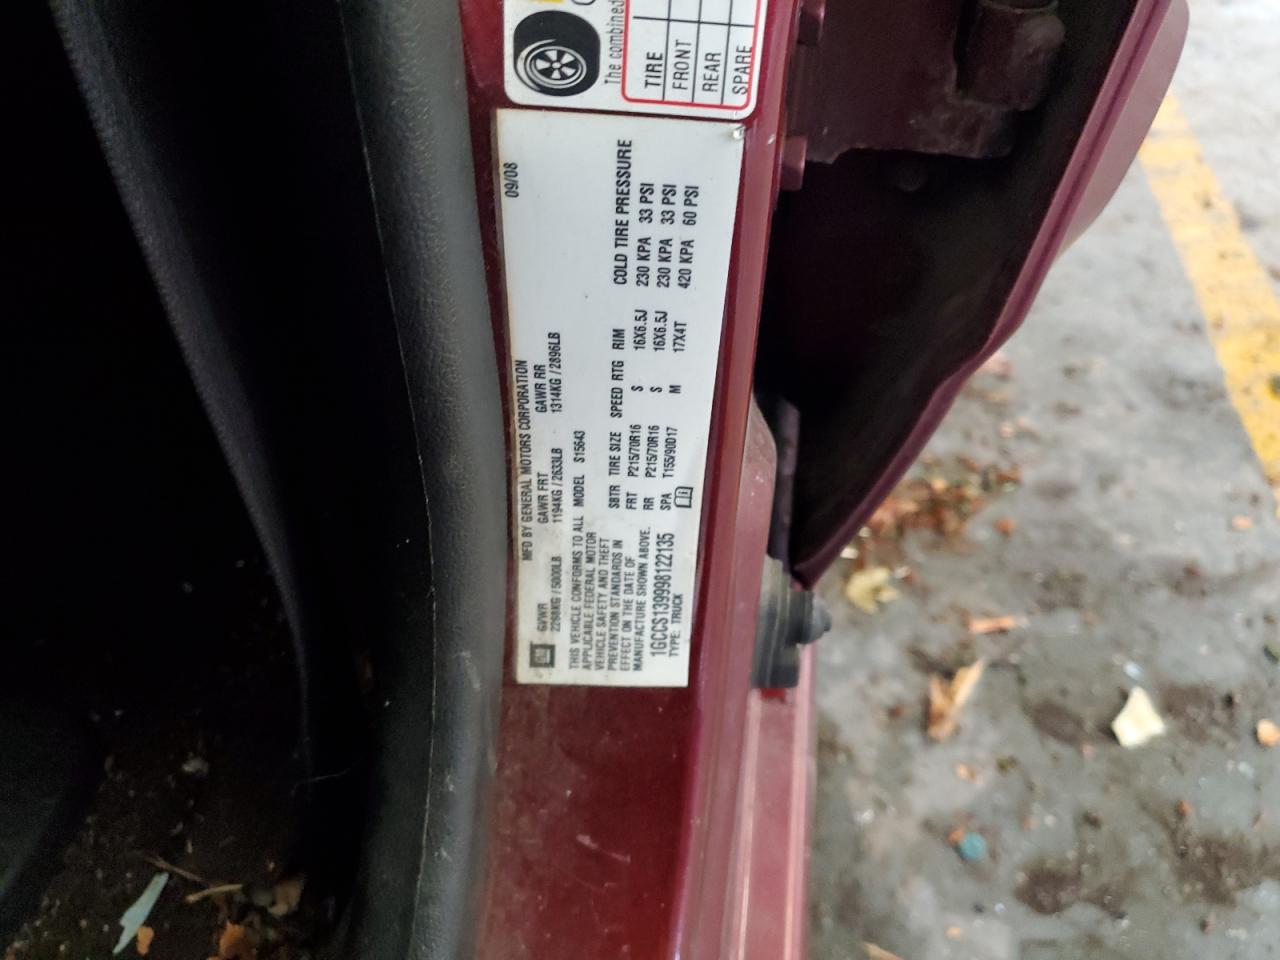 The combined
TIRE
FRONT
REAR
SPARE
09/08
MFD BY GENERAL MOTORS CORPORATION
GVWR GAWR FRT GAWR RR
2268KG / 5000LB 1194KG / 2633LB 1314KG / 2896LB
GM
THIS VEHICLE CONFORMS TO ALL
APPLICABLE FEDERAL MOTOR
VEHICLE SAFETY AND THEFT
PREVENTION STANDARDS IN
EFFECT ON THE DATE OF
MANUFACTURE SHOWN ABOVE.
1GCCS139998122135
TYPE: TRUCK
MODEL S15643
SBTR TIRE SIZE SPEED RTG RIM COLD TIRE PRESSURE
FRT P215/70R16 S 16X6.5J 230 KPA 33 PSI
RR P215/70R16 S 16X6.5J 230 KPA 33 PSI
SPA T155/90D17 M 17X4T 420 KPA 60 PSI